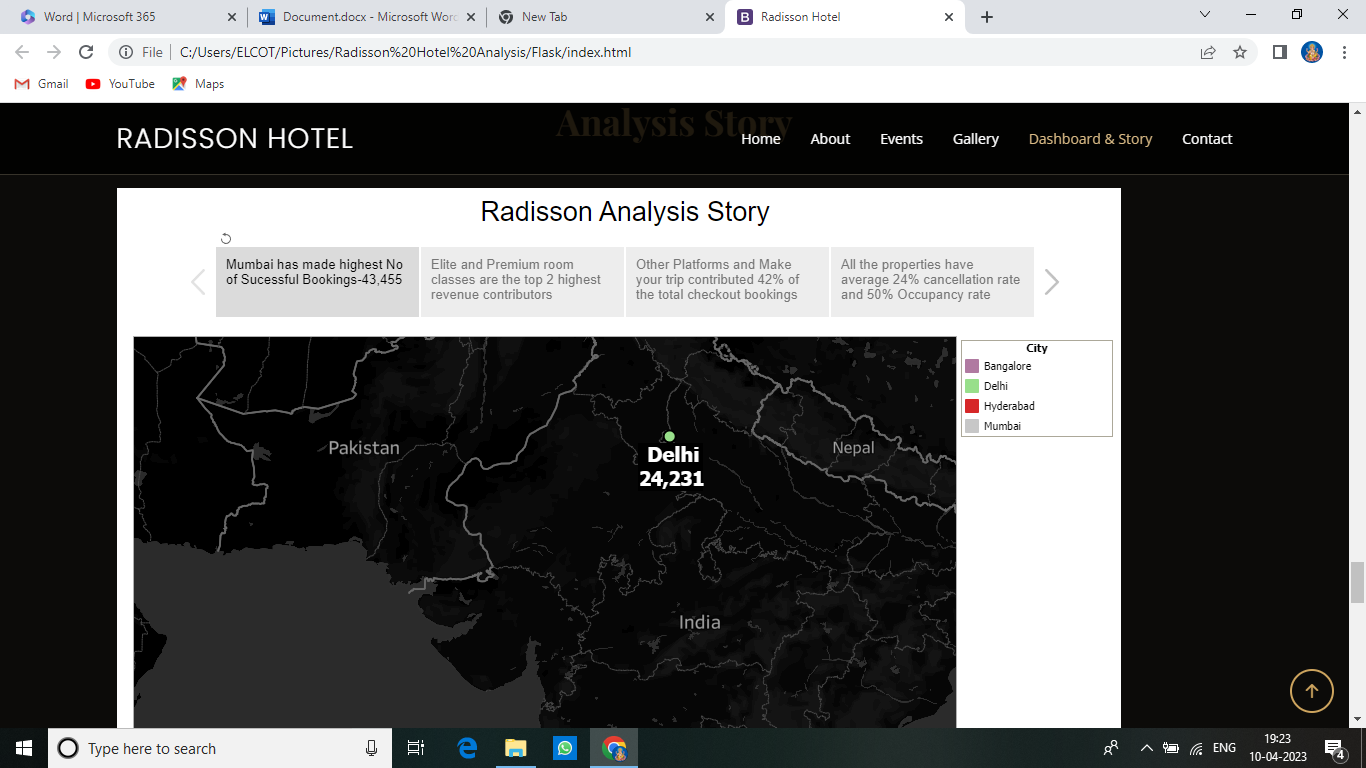 Word | Microsoft 365
Document.docx - Microsoft Word
New Tab
Radisson Hotel
File
C:/Users/ELCOT/Pictures/Radisson%20Hotel%20Analysis/Flask/index.html
Gmail
YouTube
Maps
Analysis Story
RADISSON HOTEL
Home
About
Events
Gallery
Dashboard & Story
Contact
Radisson Analysis Story
Mumbai has made highest No
of Sucessful Bookings-43,455
Elite and Premium room
classes are the top 2 highest
revenue contributors
Other Platforms and Make
your trip contributed 42% of
the total checkout bookings
All the properties have
average 24% cancellation rate
and 50% Occupancy rate
City
Bangalore
Delhi
Hyderabad
Mumbai
Pakistan
Nepal
Delhi
24,231
India
Type here to search
ENG
19:23
10-04-2023
4